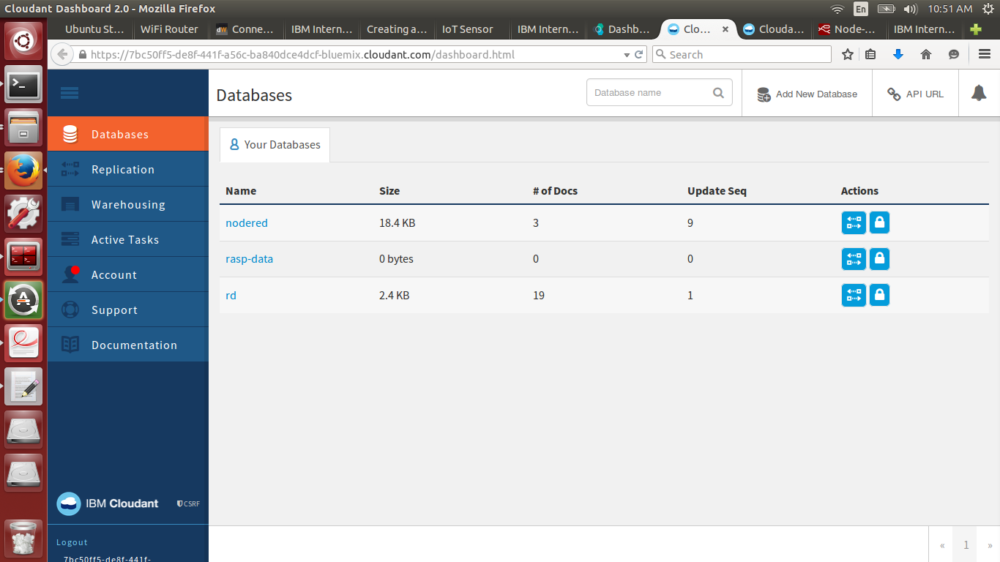 Cloudant Dashboard 2.0 - Mozilla Firefox
En
10:51 AM
Ubuntu St...
WiFi Router
dW Conne...
IBM Intern...
Creating a...
IoT Sensor
IBM Intern...
Dashb...
Clo...
Clouda...
Node-...
IBM Intern...
https://7bc50ff5-de8f-441f-a56c-ba840dce4dcf-bluemix.cloudant.com/dashboard.html
Search
Databases
Database name
Add New Database
API URL
Databases
Replication
Warehousing
Active Tasks
Account
Support
Documentation
Your Databases
Name Size # of Docs Update Seq Actions
nodered 18.4 KB 3 9
rasp-data 0 bytes 0 0
rd 2.4 KB 19 1
IBM Cloudant
CSRF
Logout
7bc50ff5-de8f-441f-
« 1 »